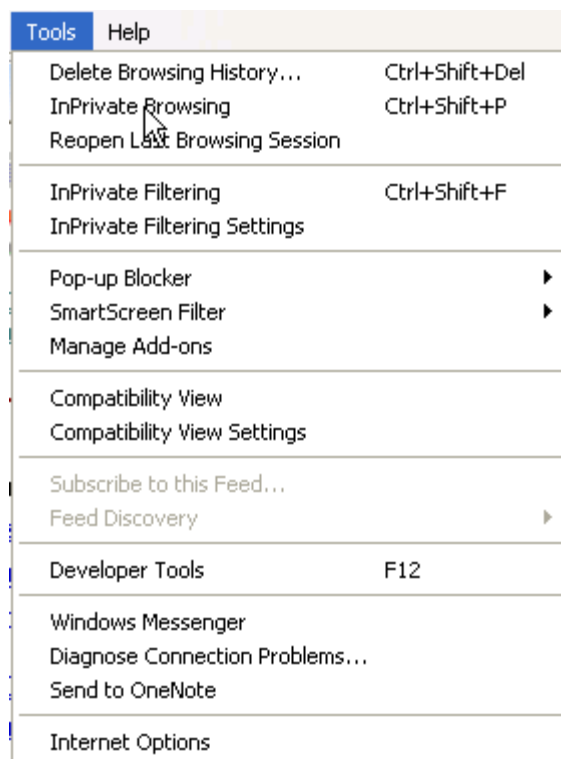 Tools Help
Delete Browsing History... Ctrl+Shift+Del
InPrivate Browsing Ctrl+Shift+P
Reopen Last Browsing Session
InPrivate Filtering Ctrl+Shift+F
InPrivate Filtering Settings
Pop-up Blocker
SmartScreen Filter
Manage Add-ons
Compatibility View
Compatibility View Settings
Subscribe to this Feed...
Feed Discovery
Developer Tools F12
Windows Messenger
Diagnose Connection Problems...
Send to OneNote
Internet Options